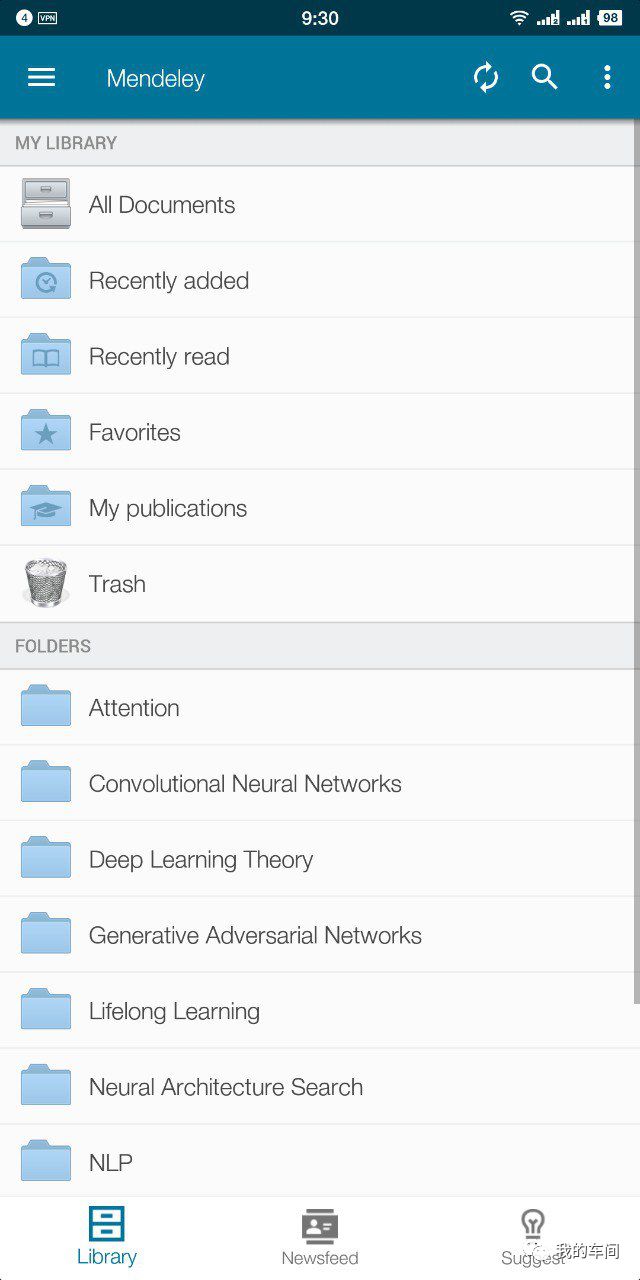 4 VPN 9:30 98
Mendeley
MY LIBRARY
All Documents
Recently added
Recently read
Favorites
My publications
Trash
FOLDERS
Attention
Convolutional Neural Networks
Deep Learning Theory
Generative Adversarial Networks
Lifelong Learning
Neural Architecture Search
NLP
Library Newsfeed Suggest
我的车间